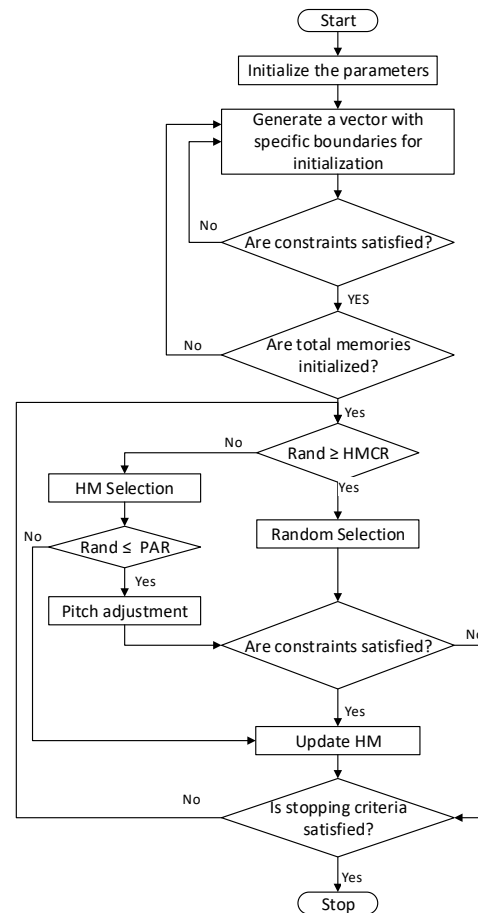 Start
Initialize the parameters
Generate a vector with
specific boundaries for
initialization
No
Are constraints satisfied?
YES
No
Are total memories
initialized?
Yes
No
Rand ≥ HMCR
HM Selection
Yes
No
Rand ≤ PAR
Random Selection
Yes
Pitch adjustment
Are constraints satisfied?
No
Yes
Update HM
No
Is stopping criteria
satisfied?
Yes
Stop